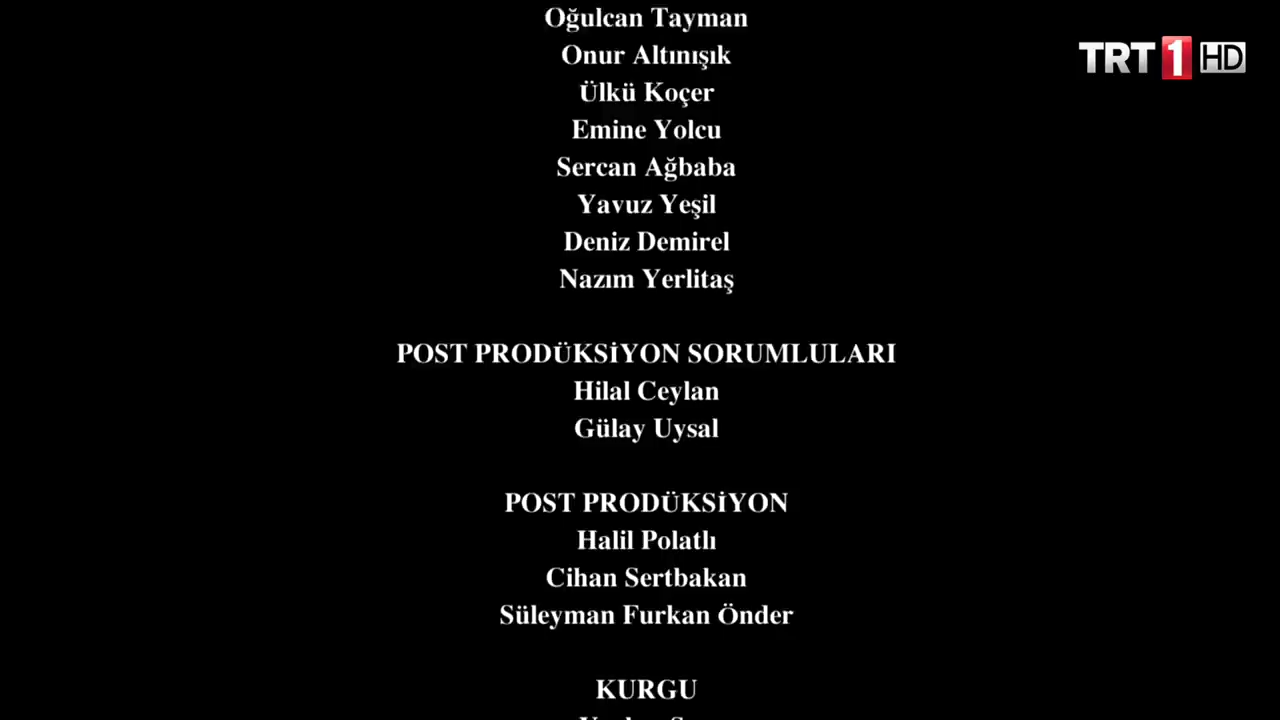 Oğulcan Tayman
TRT 1 HD
Onur Altınışık
Ülkü Koçer
Emine Yolcu
Sercan Ağbaba
Yavuz Yeşil
Deniz Demirel
Nazım Yerlitaş
POST PRODÜKSİYON SORUMLULARI
Hilal Ceylan
Gülay Uysal
POST PRODÜKSİYON
Halil Polatlı
Cihan Sertbakan
Süleyman Furkan Önder
KURGU